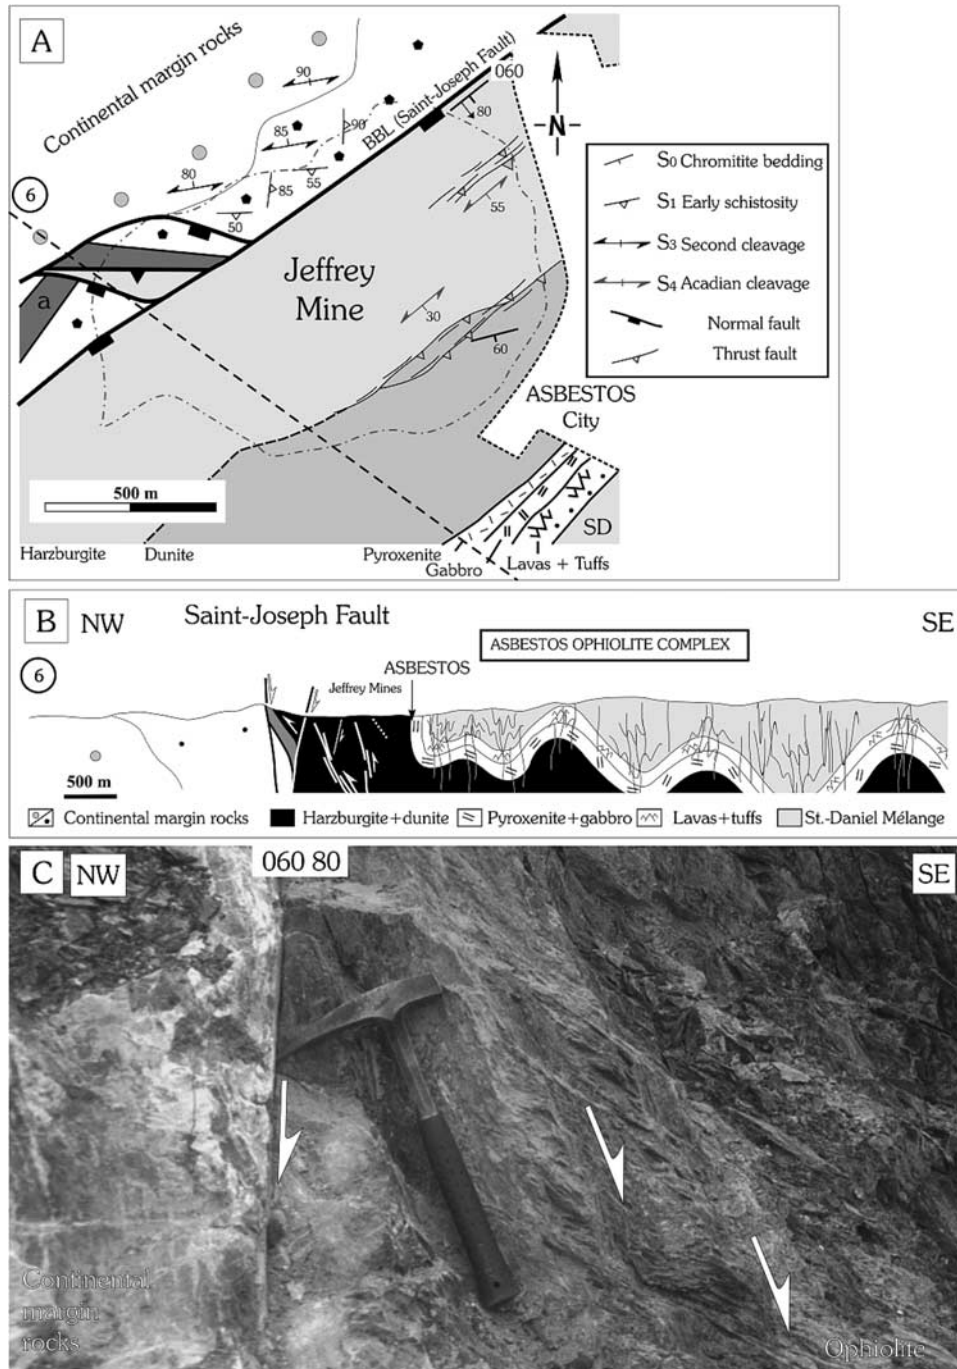 A
Continental margin rocks
90
BBL (Saint-Joseph Fault)
060
80
N
90
85
80
85
55
50
6
a
55
Jeffrey
Mine
30
60
ASBESTOS
City
S0 Chromitite bedding
S1 Early schistosity
S3 Second cleavage
S4 Acadian cleavage
Normal fault
Thrust fault
500 m
SD
Harzburgite
Dunite
Pyroxenite
Gabbro
Lavas + Tuffs
B
NW
Saint-Joseph Fault
SE
6
ASBESTOS OPHIOLITE COMPLEX
ASBESTOS
Jeffrey Mines
500 m
Continental margin rocks
Harzburgite+dunite
Pyroxenite+gabbro
Lavas+tuffs
St.-Daniel Mélange
C
NW
060 80
SE
Continental
margin
rocks
Ophiolite